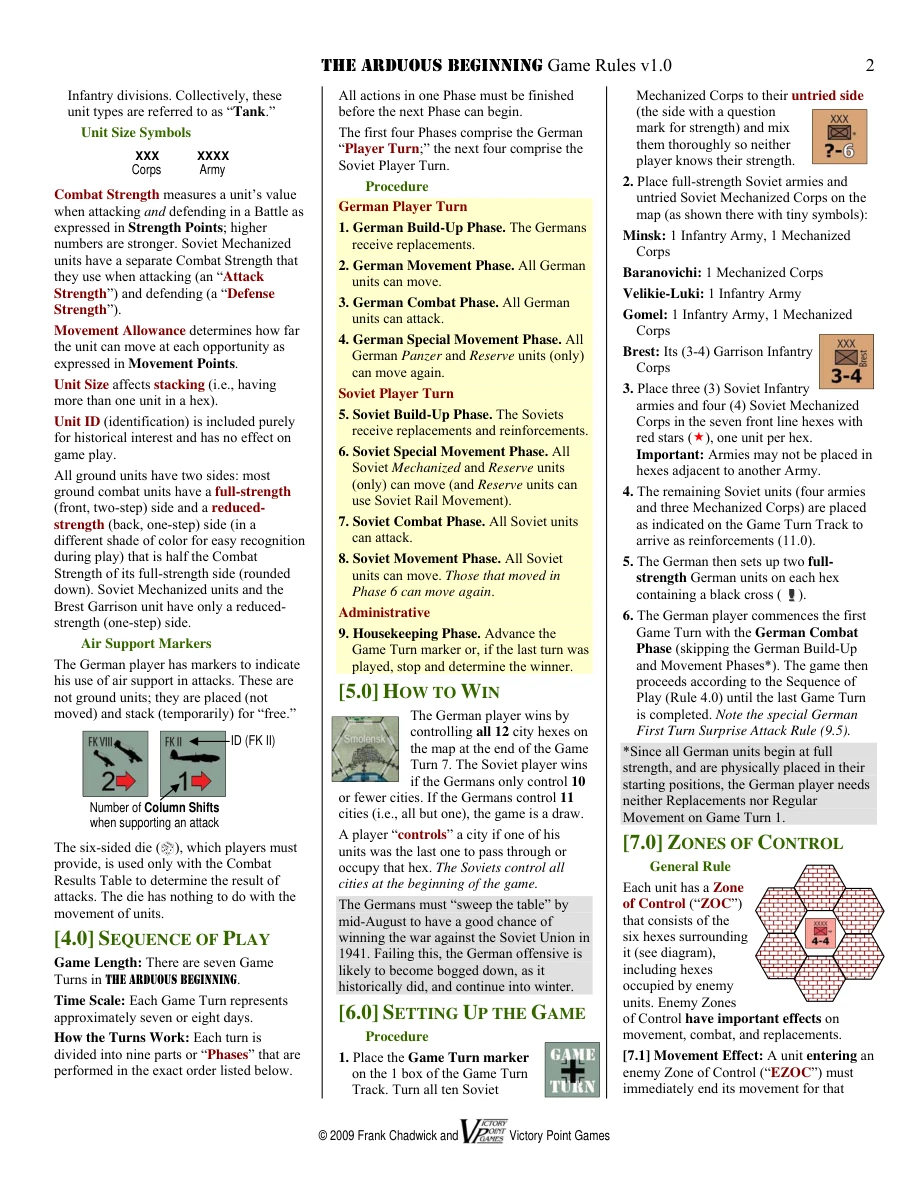 THE ARDUOUS BEGINNING Game Rules v1.0
2
Infantry divisions. Collectively, these
unit types are referred to as “Tank.”
Unit Size Symbols
XXX XXXX
Corps Army
Combat Strength measures a unit’s value
when attacking and defending in a Battle as
expressed in Strength Points; higher
numbers are stronger. Soviet Mechanized
units have a separate Combat Strength that
they use when attacking (an “Attack
Strength”) and defending (a “Defense
Strength”).
Movement Allowance determines how far
the unit can move at each opportunity as
expressed in Movement Points.
Unit Size affects stacking (i.e., having
more than one unit in a hex).
Unit ID (identification) is included purely
for historical interest and has no effect on
game play.
All ground units have two sides: most
ground combat units have a full-strength
(front, two-step) side and a reduced-
strength (back, one-step) side (in a
different shade of color for easy recognition
during play) that is half the Combat
Strength of its full-strength side (rounded
down). Soviet Mechanized units and the
Brest Garrison unit have only a reduced-
strength (one-step) side.
Air Support Markers
The German player has markers to indicate
his use of air support in attacks. These are
not ground units; they are placed (not
moved) and stack (temporarily) for “free.”
FK VIII
2
FK II
1
ID (FK II)
Number of Column Shifts
when supporting an attack
The six-sided die ( ), which players must
provide, is used only with the Combat
Results Table to determine the result of
attacks. The die has nothing to do with the
movement of units.
[4.0] SEQUENCE OF PLAY
Game Length: There are seven Game
Turns in THE ARDUOUS BEGINNING.
Time Scale: Each Game Turn represents
approximately seven or eight days.
How the Turns Work: Each turn is
divided into nine parts or “Phases” that are
performed in the exact order listed below.
All actions in one Phase must be finished
before the next Phase can begin.
The first four Phases comprise the German
“Player Turn;” the next four comprise the
Soviet Player Turn.
Procedure
German Player Turn
1. German Build-Up Phase. The Germans
receive replacements.
2. German Movement Phase. All German
units can move.
3. German Combat Phase. All German
units can attack.
4. German Special Movement Phase. All
German Panzer and Reserve units (only)
can move again.
Soviet Player Turn
5. Soviet Build-Up Phase. The Soviets
receive replacements and reinforcements.
6. Soviet Special Movement Phase. All
Soviet Mechanized and Reserve units
(only) can move (and Reserve units can
use Soviet Rail Movement).
7. Soviet Combat Phase. All Soviet units
can attack.
8. Soviet Movement Phase. All Soviet
units can move. Those that moved in
Phase 6 can move again.
Administrative
9. Housekeeping Phase. Advance the
Game Turn marker or, if the last turn was
played, stop and determine the winner.
[5.0] HOW TO WIN
Smolensk
The German player wins by
controlling all 12 city hexes on
the map at the end of the Game
Turn 7. The Soviet player wins
if the Germans only control 10
or fewer cities. If the Germans control 11
cities (i.e., all but one), the game is a draw.
A player “controls” a city if one of his
units was the last one to pass through or
occupy that hex. The Soviets control all
cities at the beginning of the game.
The Germans must “sweep the table” by
mid-August to have a good chance of
winning the war against the Soviet Union in
1941. Failing this, the German offensive is
likely to become bogged down, as it
historically did, and continue into winter.
[6.0] SETTING UP THE GAME
Procedure
1. Place the Game Turn marker
on the 1 box of the Game Turn
Track. Turn all ten Soviet
GAME
TURN
Mechanized Corps to their untried side
(the side with a question
mark for strength) and mix
them thoroughly so neither
player knows their strength.
XXX
?-6
2. Place full-strength Soviet armies and
untried Soviet Mechanized Corps on the
map (as shown there with tiny symbols):
Minsk: 1 Infantry Army, 1 Mechanized
Corps
Baranovichi: 1 Mechanized Corps
Velikie-Luki: 1 Infantry Army
Gomel: 1 Infantry Army, 1 Mechanized
Corps
Brest: Its (3-4) Garrison Infantry
Corps
XXX
Brest
3-4
3. Place three (3) Soviet Infantry
armies and four (4) Soviet Mechanized
Corps in the seven front line hexes with
red stars (★), one unit per hex.
Important: Armies may not be placed in
hexes adjacent to another Army.
4. The remaining Soviet units (four armies
and three Mechanized Corps) are placed
as indicated on the Game Turn Track to
arrive as reinforcements (11.0).
5. The German then sets up two full-
strength German units on each hex
containing a black cross ( ).
6. The German player commences the first
Game Turn with the German Combat
Phase (skipping the German Build-Up
and Movement Phases*). The game then
proceeds according to the Sequence of
Play (Rule 4.0) until the last Game Turn
is completed. Note the special German
First Turn Surprise Attack Rule (9.5).
*Since all German units begin at full
strength, and are physically placed in their
starting positions, the German player needs
neither Replacements nor Regular
Movement on Game Turn 1.
[7.0] ZONES OF CONTROL
General Rule
Each unit has a Zone
of Control (“ZOC”)
that consists of the
six hexes surrounding
it (see diagram),
including hexes
occupied by enemy
units. Enemy Zones
of Control have important effects on
movement, combat, and replacements.
XXXX
4-4
[7.1] Movement Effect: A unit entering an
enemy Zone of Control (“EZOC”) must
immediately end its movement for that
© 2009 Frank Chadwick and VICTORY POINT GAMES Victory Point Games